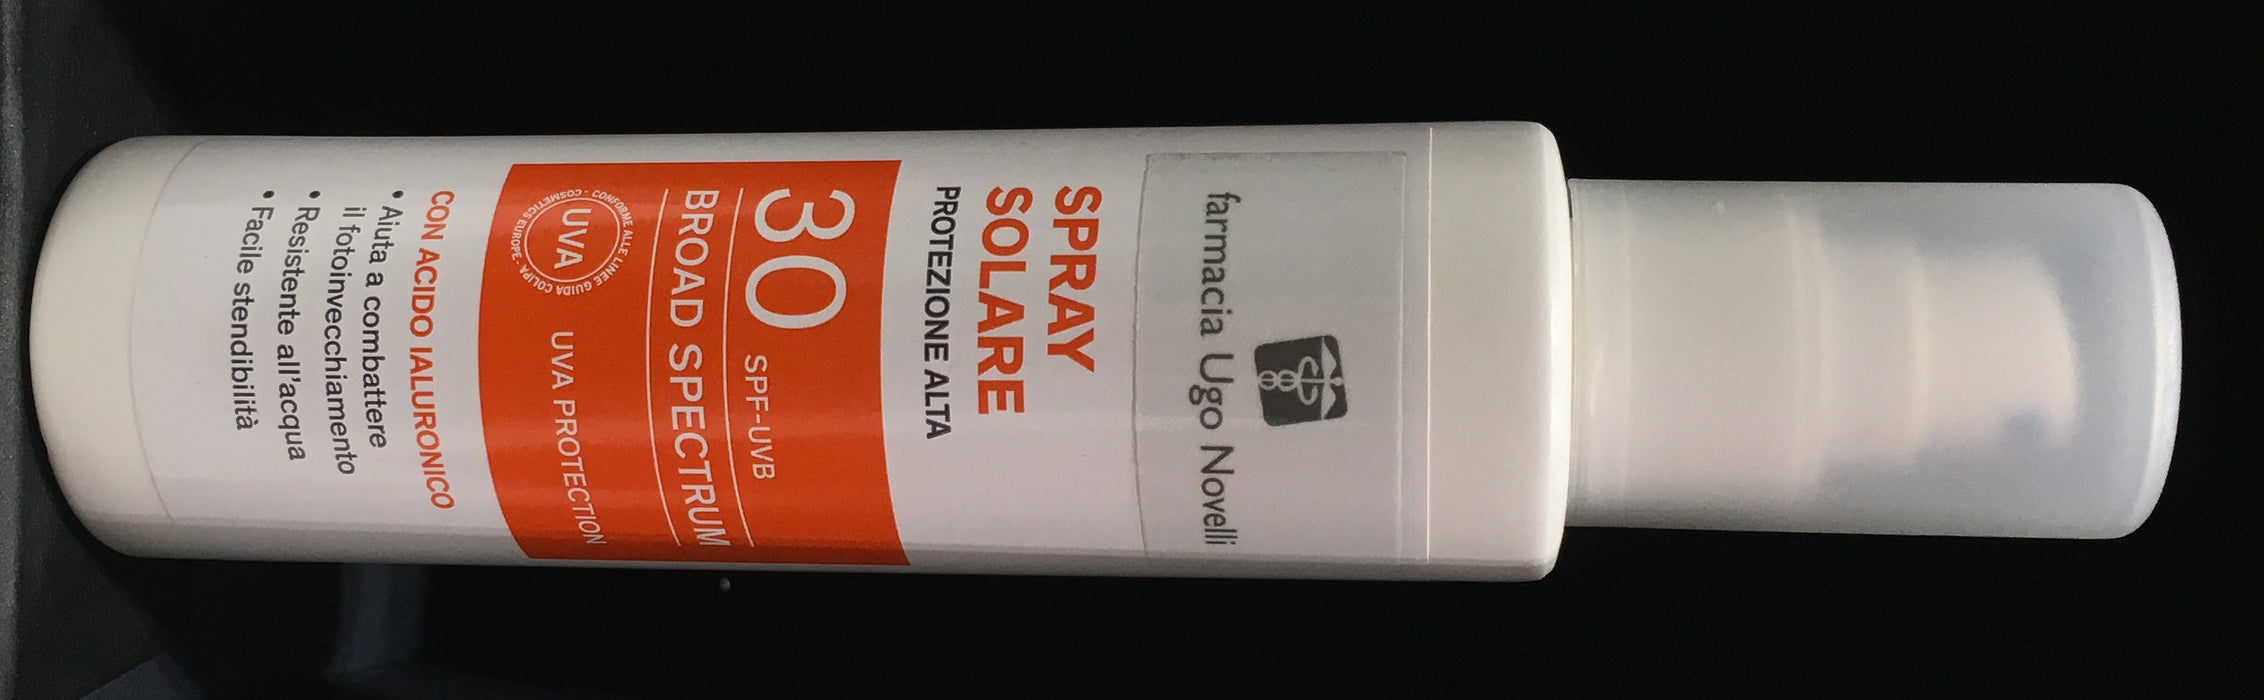 farmacia Ugo Novelli
SPRAY
SOLARE
PROTEZIONE ALTA
30 SPF-UVB
BROAD SPECTRUM
UVA UVA PROTECTION
CONFORME ALLE LINEE GUIDA COLIPA - COSMETICS EUROPE -
CON ACIDO IALURONICO
• Aiuta a combattere
il fotoinvecchiamento
• Resistente all'acqua
• Facile stendibilità